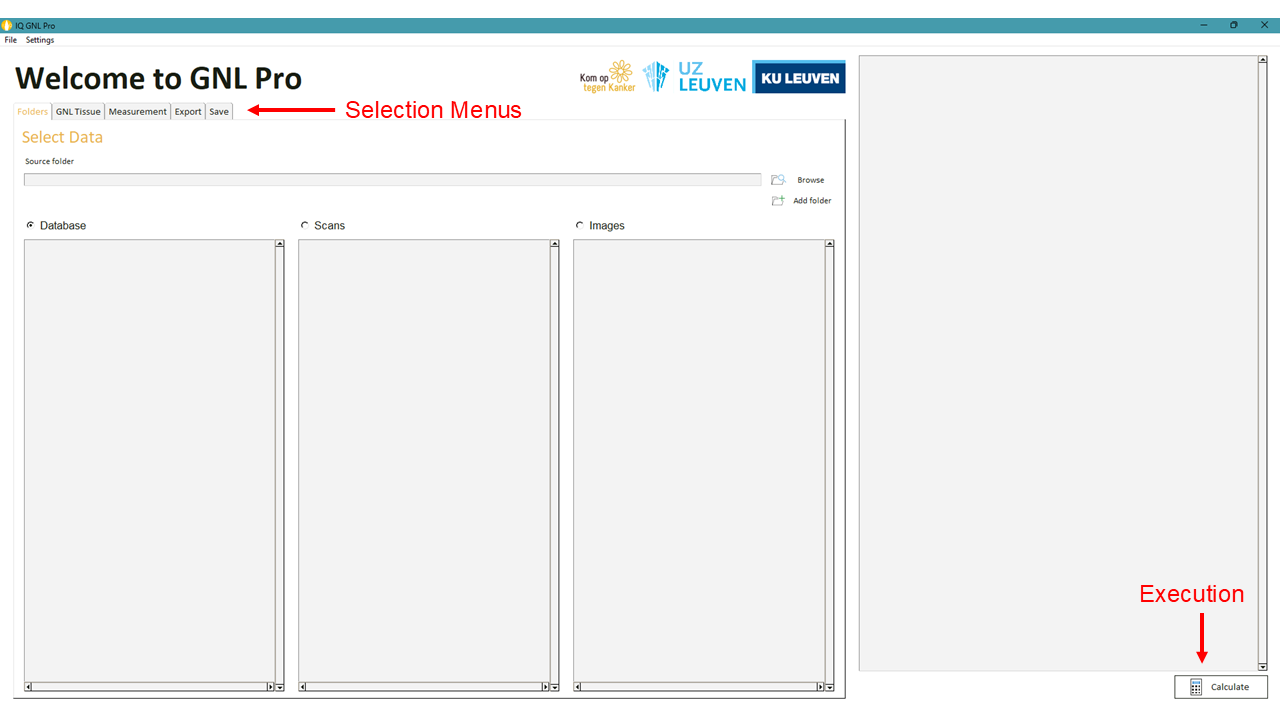 IQ GNL Pro
File Settings
Welcome to GNL Pro
Kom op
tegen Kanker
UZ
LEUVEN
KU LEUVEN
Folders GNL Tissue Measurement Export Save
Selection Menus
Select Data
Source folder
Browse
Add folder
Database Scans Images
Execution
Calculate